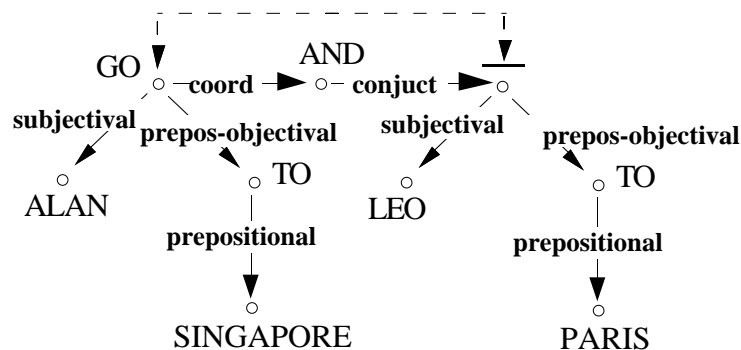 AND
GO
coord
conjuct
subjectival
prepos-objectival
subjectival
prepos-objectival
TO
TO
ALAN
LEO
prepositional
prepositional
SINGAPORE
PARIS